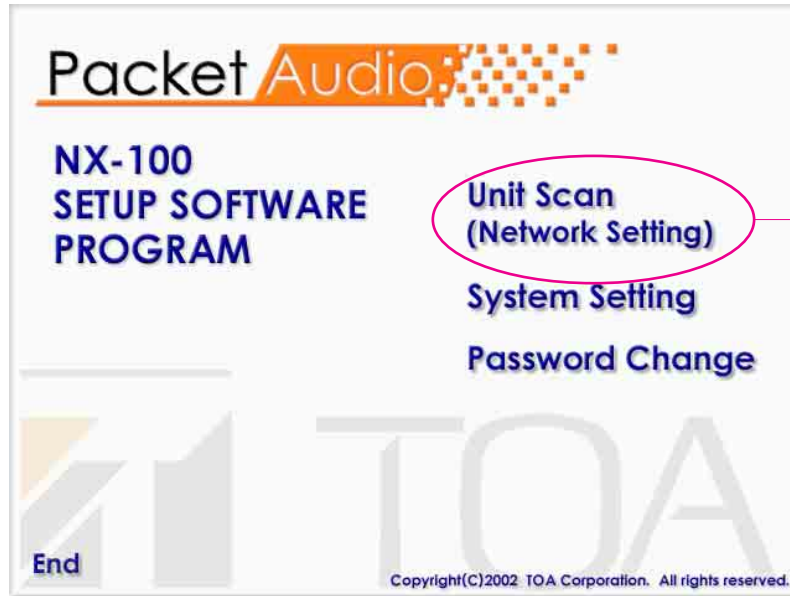 Packet Audio
NX-100
SETUP SOFTWARE
PROGRAM
Unit Scan
(Network Setting)
System Setting
Password Change
TOA
End
Copyright(C)2002 TOA Corporation. All rights reserved.